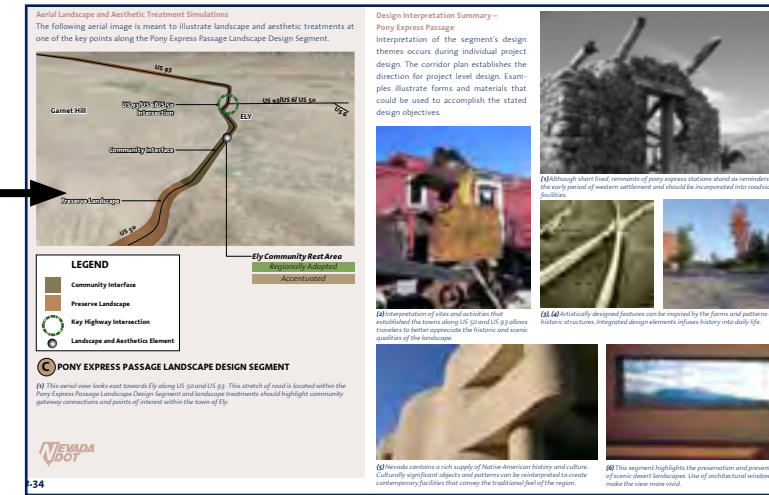 Aerial Landscape and Aesthetic Treatment Simulations
The following aerial image is meant to illustrate landscape and aesthetic treatments at
one of the key points along the Pony Express Passage Landscape Design Segment.
US 93
Garnet Hill
US 93/US 6/US 50
Intersection
US 93/US 6/ US 50
US 6
ELY
Community Interface
Preserve Landscape
US 50
Ely Community Rest Area
Regionally Adapted
Accentuated
LEGEND
Community Interface
Preserve Landscape
Key Highway Intersection
Landscape and Aesthetics Element
C PONY EXPRESS PASSAGE LANDSCAPE DESIGN SEGMENT
(1) This aerial view looks east towards Ely along US 50 and US 93. This stretch of road is located within the
Pony Express Passage Landscape Design Segment and landscape treatments should highlight community
gateway connections and points of interest within the town of Ely.
NEVADA
DOT
-34
Design Interpretation Summary –
Pony Express Passage
Interpretation of the segment's design
themes occurs during individual project
design. The corridor plan establishes the
direction for project level design. Exam-
ples illustrate forms and materials that
could be used to accomplish the stated
design objectives.
(1) Although short lived, remnants of pony express stations stand as reminders
the early period of western settlement and should be incorporated into roadsid
facilities.
(2) Interpretation of sites and activities that
established the towns along US 50 and US 93 allows
travelers to better appreciate the historic and scenic
qualities of the landscape.
(3), (4) Artistically designed features can be inspired by the forms and patterns
historic structures. Integrated design elements infuses history into daily life.
(5) Nevada contains a rich supply of Native American history and culture.
Culturally significant objects and patterns can be reinterpreted to create
contemporary facilities that convey the traditional feel of the region.
(6) This segment highlights the preservation and presen
of scenic desert landscapes. Use of architectural window
make the view more vivid.